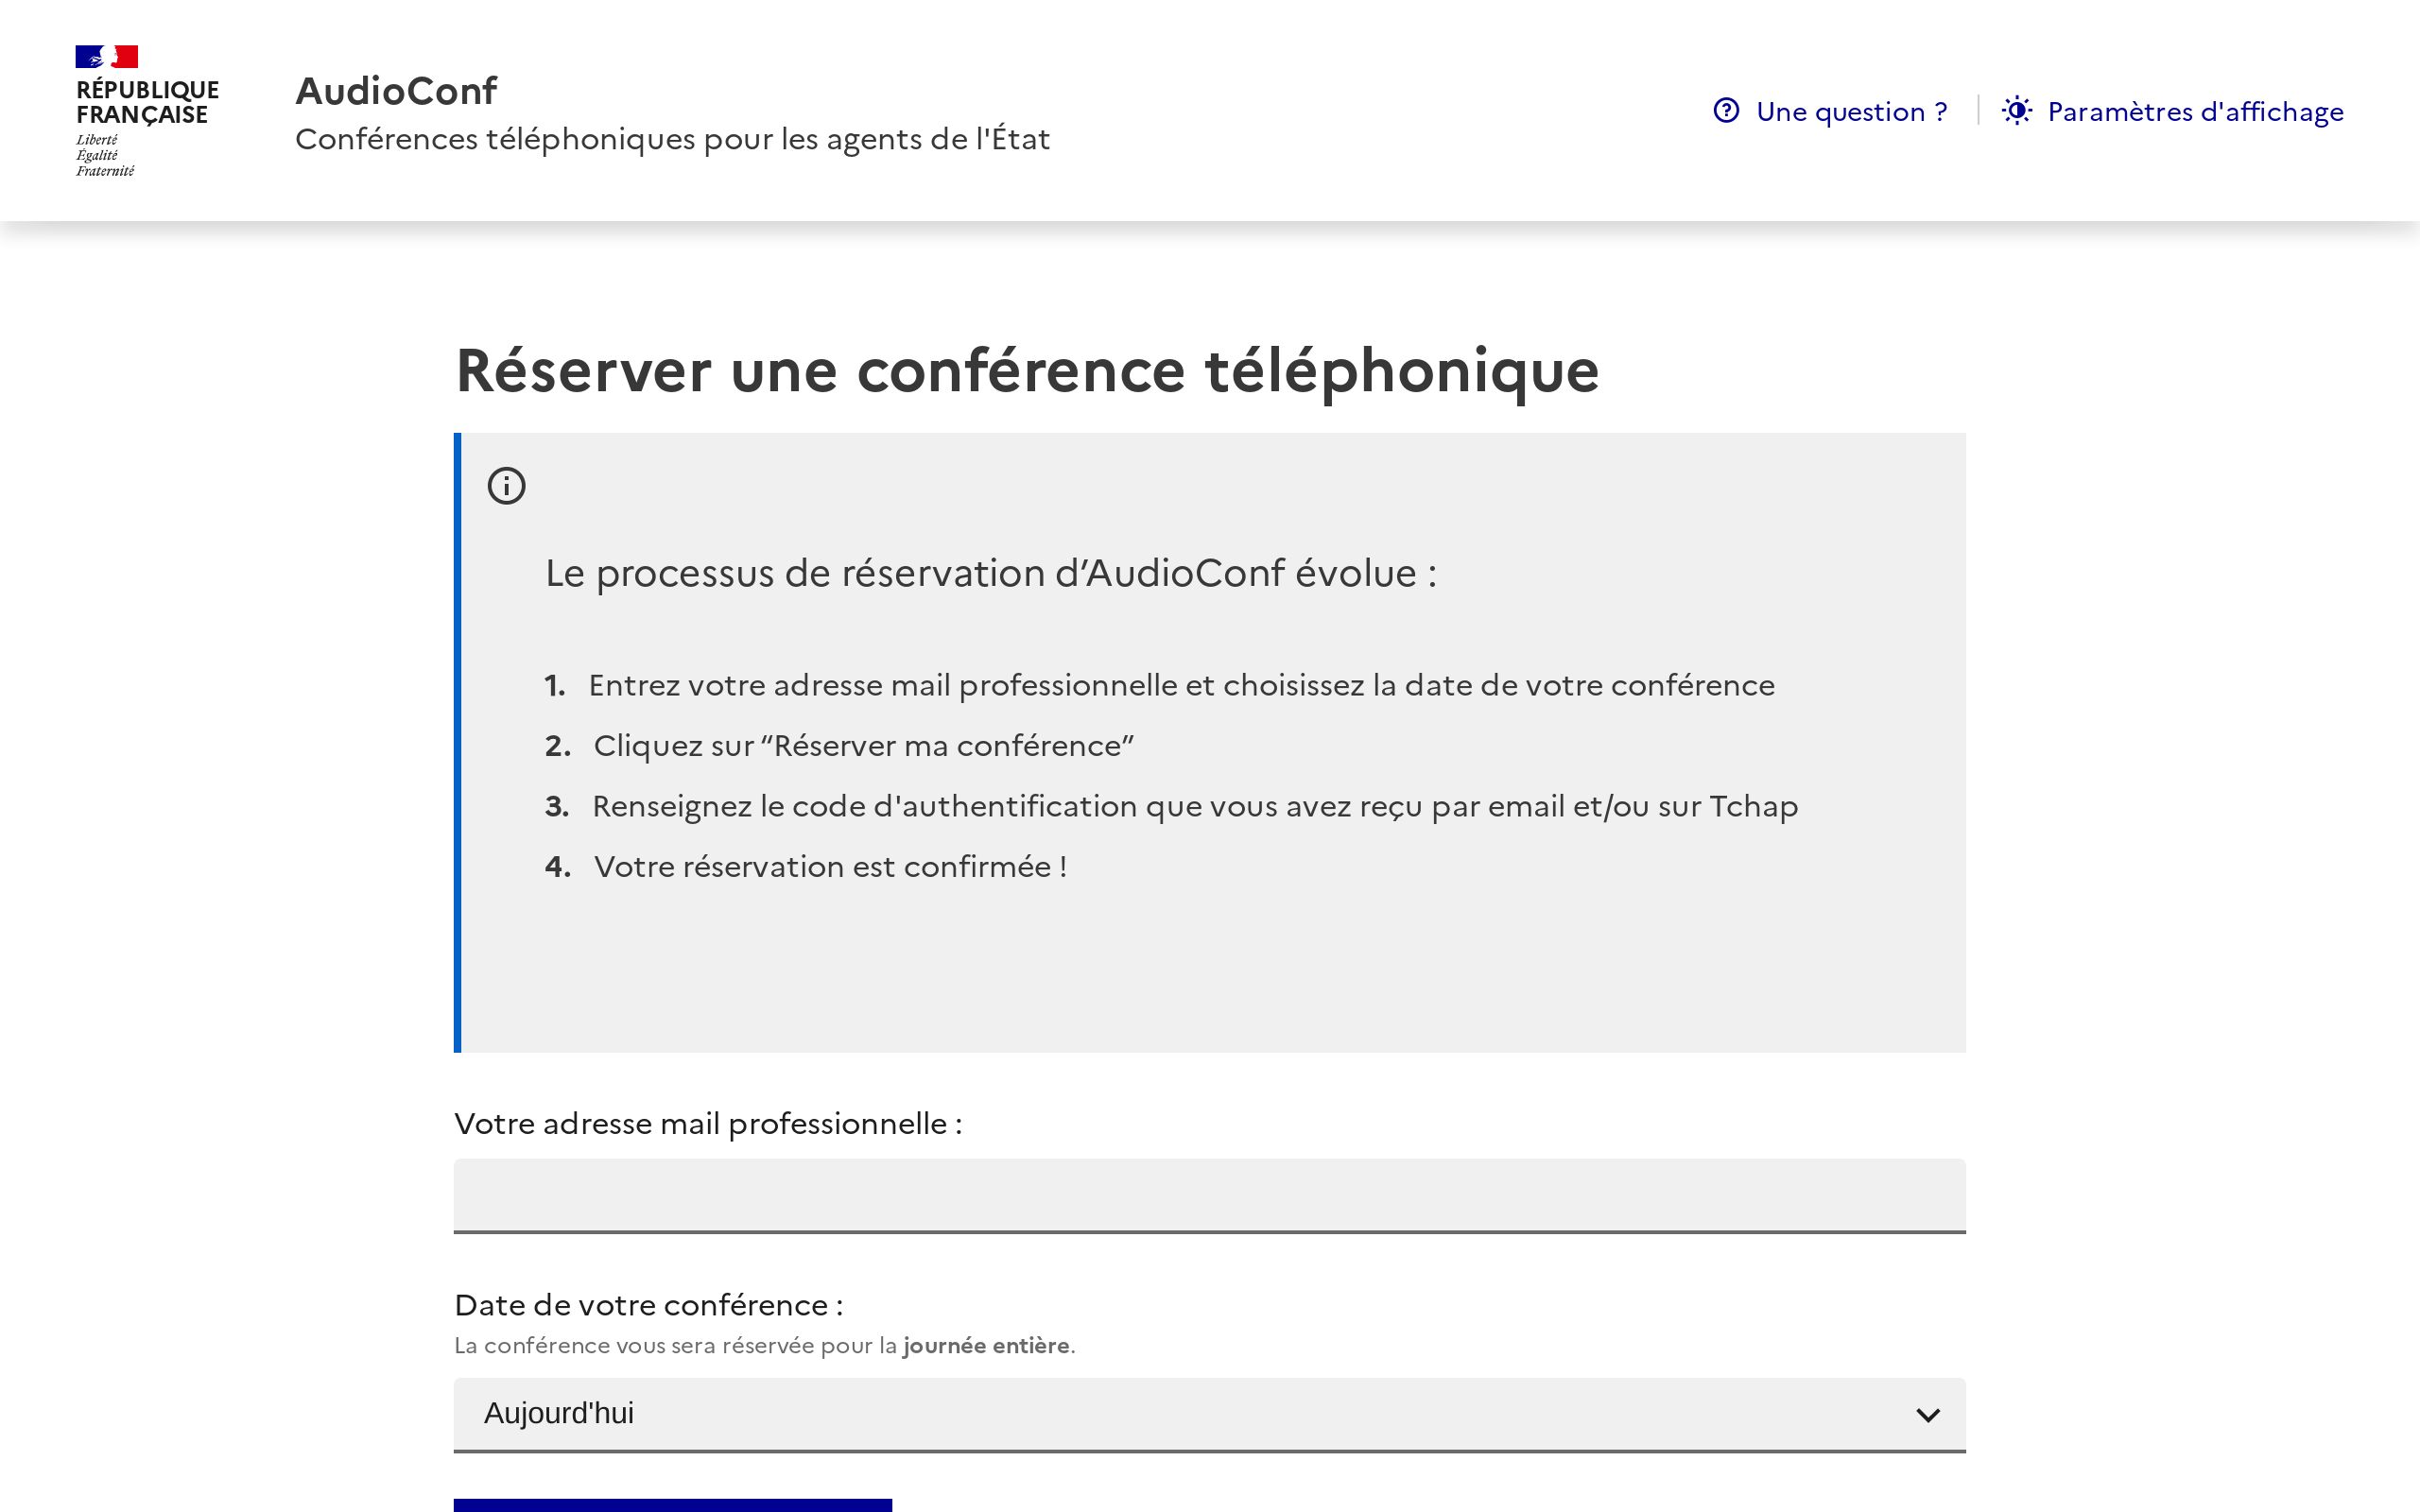 RÉPUBLIQUE
FRANÇAISE
Liberté
Égalité
Fraternité
AudioConf
Conférences téléphoniques pour les agents de l'État
Une question ?
Paramètres d'affichage
Réserver une conférence téléphonique
Le processus de réservation d’AudioConf évolue :
1. Entrez votre adresse mail professionnelle et choisissez la date de votre conférence
2. Cliquez sur “Réserver ma conférence”
3. Renseignez le code d'authentification que vous avez reçu par email et/ou sur Tchap
4. Votre réservation est confirmée !
Votre adresse mail professionnelle :
Date de votre conférence :
La conférence vous sera réservée pour la journée entière.
Aujourd'hui